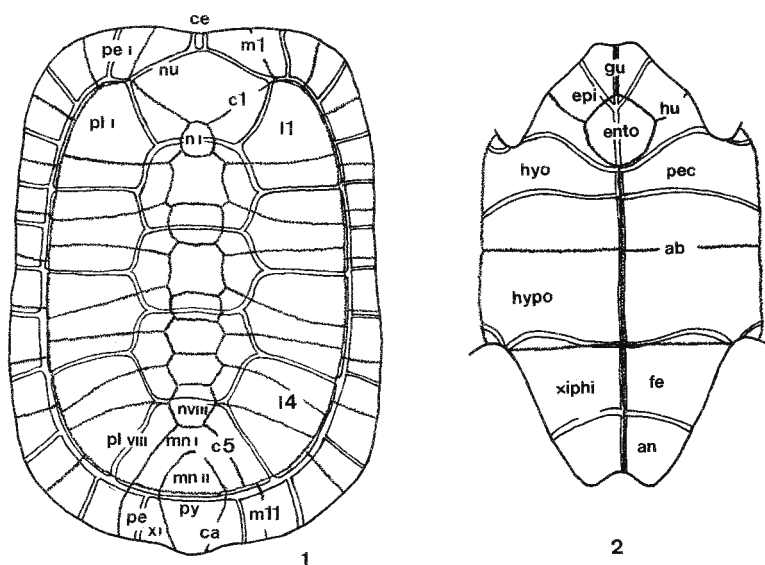 ce
pe I
m1
nu
c1
pl I
l1
n I
l4
n VIII
pl VIII
mn I
c5
mn II
pe
XI
py
ca
m11
1
gu
epi
hu
ento
hyo
pec
ab
hypo
xiphi
fe
an
2